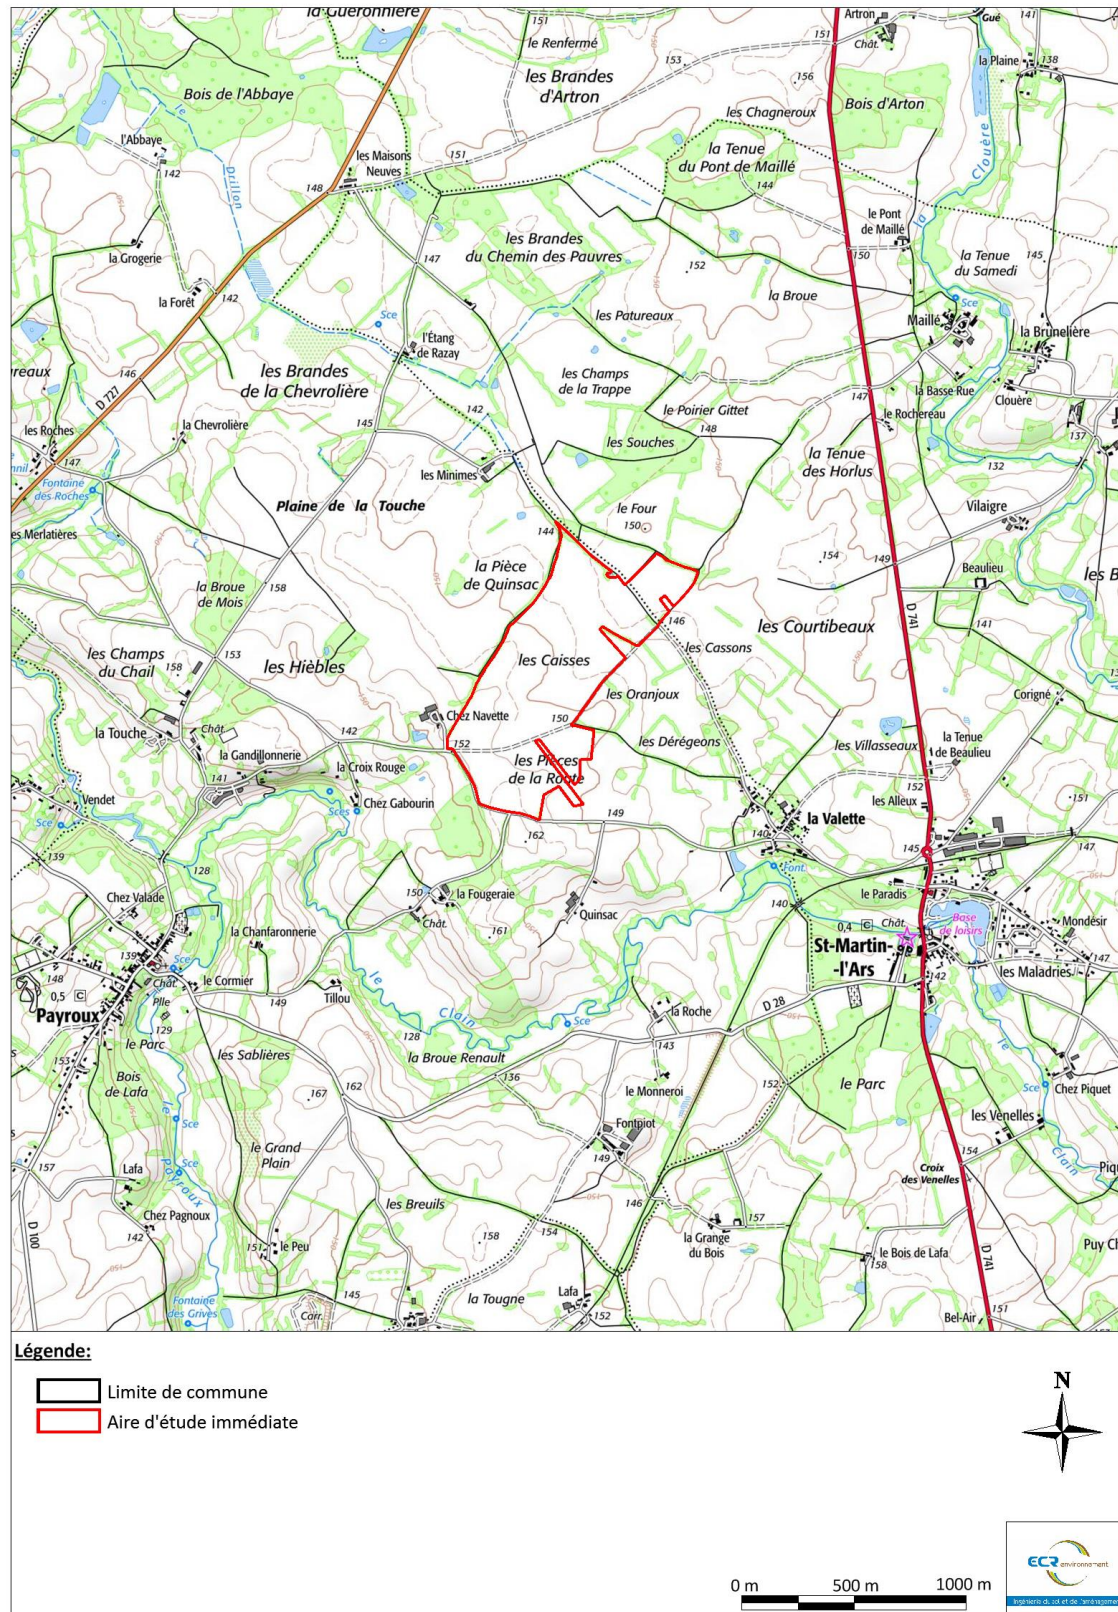 la Guéronnière
151
le Renfermé
Artron
Chât.
Gué
141
la Plaine
138
151
153
156
Bois de l'Abbaye
les Brandes
d'Artron
les Chagneroux
Bois d'Arton
la Clouère
l'Abbaye
142
le Drillon
les Maisons
Neuves
151
148
la Tenue
du Pont de Maillé
144
le Pont
de Maillé
150
la Grogerie
les Brandes
du Chemin des Pauvres
147
152
la Tenue
du Samedi
145
la Forêt
142
la Broue
Sce
Sce
les Patureaux
Maillé
la Brunelière
l'Étang
de Razay
les Brandes
de la Chevrolière
les Champs
de la Trappe
146
D 727
147
la Basse Rue
Clouère
142
le Poirier Gittet
148
le Rochereau
les Roches
la Chevrolière
145
les Souches
137
147
les Minimes
la Tenue
des Horlus
132
Fontaine
des Roches
Plaine de la Touche
le Four
150
Vilaigre
es Merlatières
144
154
149
la Pièce
de Quinsac
Beaulieu
la Broue
de Mois
158
D 741
146
les Courtibeaux
141
les Champs
du Chail
158
153
les Hièbles
les Caisses
les Cassons
les Oranjoux
Corigné
la Touche
Chât.
Chez Navette
150
142
152
les Dérégeons
les Villasseaux
la Tenue
de Beaulieu
la Gandillonnerie
la Croix Rouge
les Pièces
de la Route
141
Chez Gabourin
Sces
152
les Alleux
151
Vendet
Sce
149
la Valette
162
140
145
147
139
128
Font.
Chez Valade
150
la Fougeraie
le Paradis
Chât.
Quinsac
140
0,4
C
Chât.
Base
de loisirs
Mondésir
la Chanfaronnerie
161
St-Martin-
-l'Ars
139
Sce
147
148
Chât.
le Cormier
les Maladries
0,5
C
Plle
149
Tillou
142
Payroux
129
le Clain
D 28
la Roche
Sce
le Parc
128
153
les Sablières
la Broue Renault
143
Bois
de Lafa
162
136
le Monneroi
152
le Parc
Sce
Chez Piquet
167
les Venelles
Sce
Fontpiot
le Grand
Plain
149
154
le Clain
157
Lafa
Sce
le Payroux
Croix
des Venelles
146
les Breuils
Chez Pagnoux
157
142
154
D 100
151
le Peu
158
la Grange
du Bois
le Bois de Lafa
158
D 741
Fontaine
des Grives
145
la Tougne
Lafa
152
Carr.
151
Bel-Air
Légende:
Limite de commune
Aire d'étude immédiate
N
ECR environnement
Ingénierie du sol et de l'aménagement
0 m 500 m 1000 m